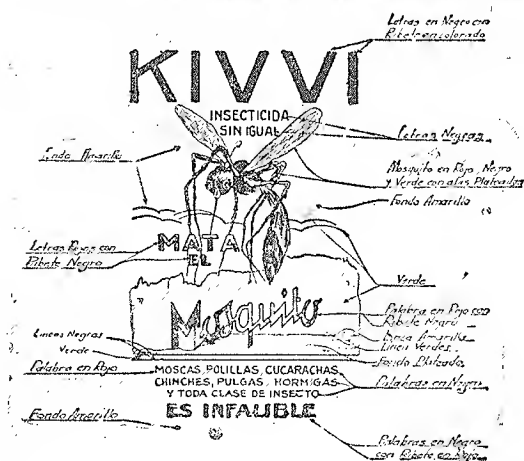 Letras en Negro con
Ribete en colorado
KIVVI
INSECTICIDA
SIN IGUAL
Letras Negras
Fondo Amarillo
Mosquito en Rojo, Negro
y Verde con alas Plateadas
Fondo Amarillo
Letras Rojas con
Ribete Negro
MATA
EL
Verde
Mosquito
Palabra en Rojo con
Ribete Negro
Linea Amarilla
Lineas Verdes
Lineas Negras
Verde
Fondo Plateado
Palabra en Rojo
MOSCAS, POLILLAS, CUCARACHAS
CHINCHES, PULGAS, HORMIGAS
Y TODA CLASE DE INSECTO
Palabras en Negro
ES INFALIBLE
Fondo Amarillo
Palabras en Negro
con Ribete en Rojo